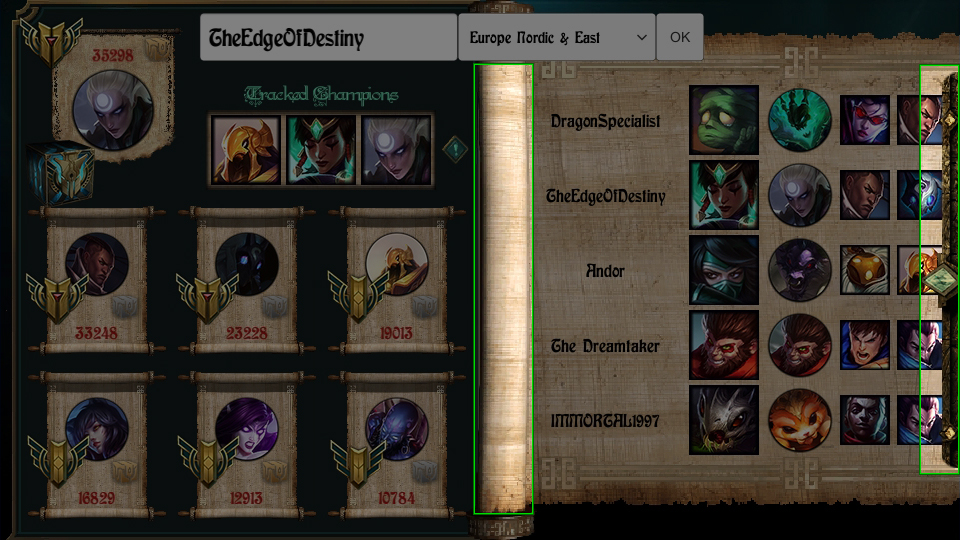 TheEdgeOfDestiny
Europe Nordic & East
OK
35298
Tracked Champions
33248
23228
19013
16829
12913
10784
DragonSpecialist
TheEdgeOfDestiny
Andor
The Dreamtaker
IMMORTAL1997